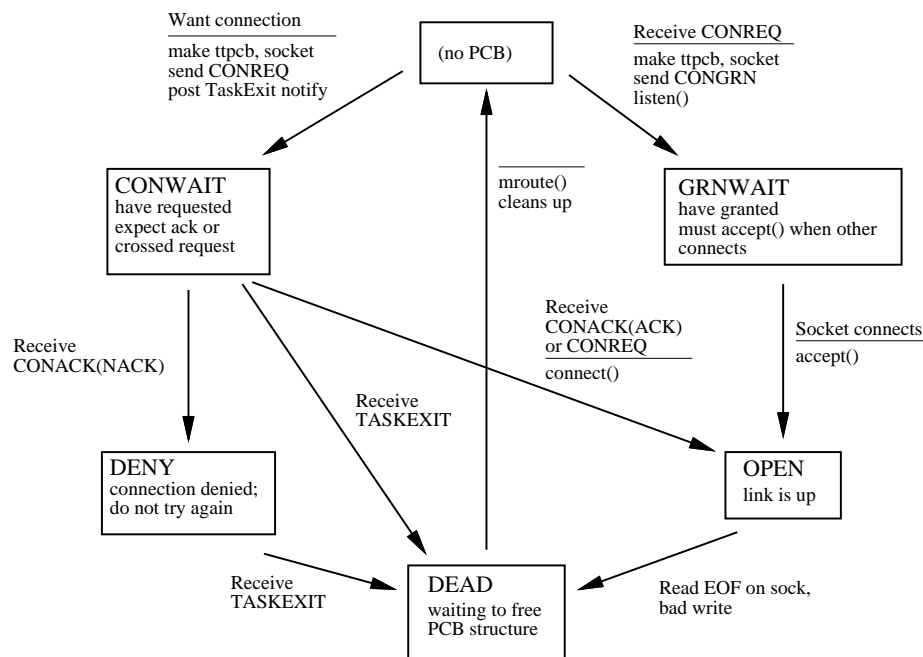 Want connection
make ttpcb, socket
send CONREQ
post TaskExit notify
(no PCB)
Receive CONREQ
make ttpcb, socket
send CONGRN
listen()
CONWAIT
have requested
expect ack or
crossed request
mroute()
cleans up
GRNWAIT
have granted
must accept() when other
connects
Receive
CONACK(NACK)
Receive
TASKEXIT
Receive
CONACK(ACK)
or CONREQ
connect()
Socket connects
accept()
DENY
connection denied;
do not try again
OPEN
link is up
Receive
TASKEXIT
DEAD
waiting to free
PCB structure
Read EOF on sock,
bad write